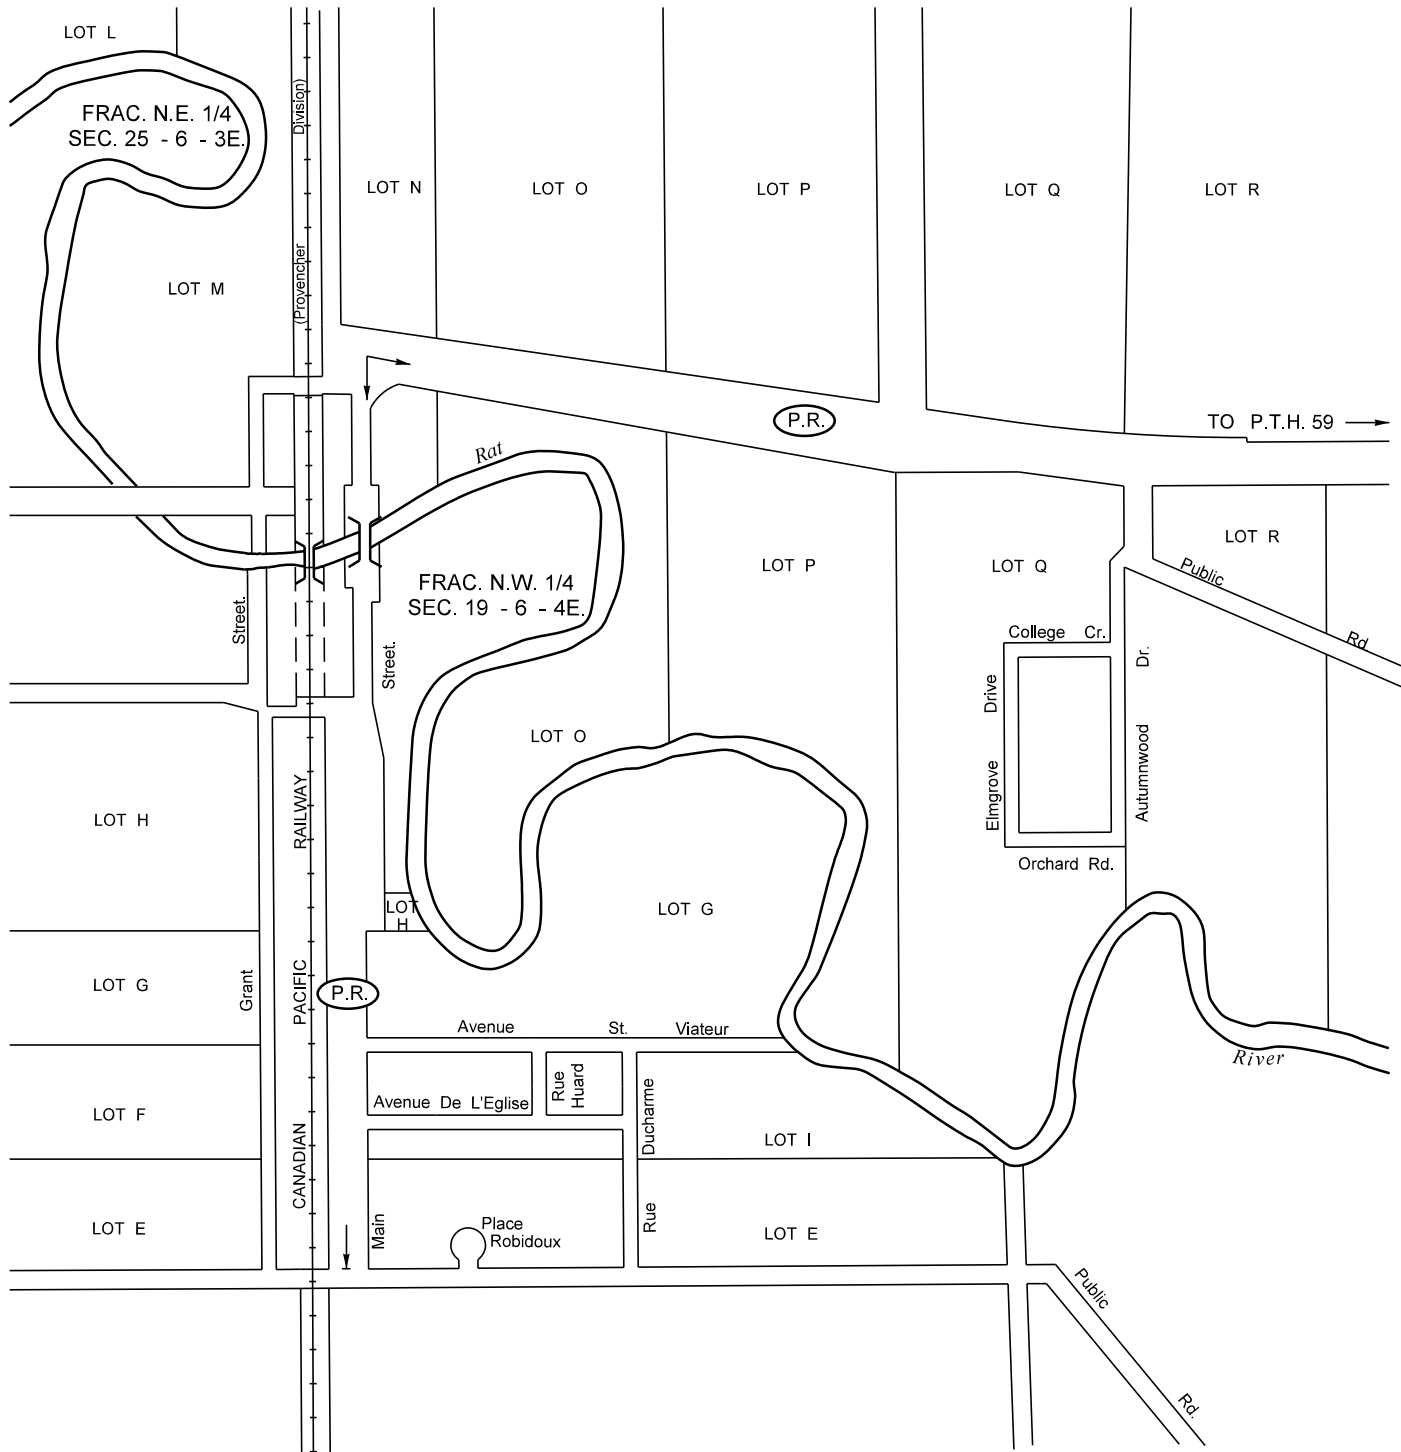 LOT L
FRAC. N.E. 1/4
SEC. 25 - 6 - 3E.
Division)
(Provencher
LOT N
LOT O
LOT P
LOT Q
LOT R
LOT M
P.R.
TO P.T.H. 59
Rat
LOT P
LOT Q
LOT R
Public
Rd
FRAC. N.W. 1/4
SEC. 19 - 6 - 4E.
Street.
Street.
College Cr.
Elmgrove Drive
Autumnwood Dr.
Orchard Rd.
LOT O
LOT H
RAILWAY
LOT
H
LOT G
LOT G
Grant
PACIFIC
P.R.
Avenue St. Viateur
River
Rue
Huard
Avenue De L'Eglise
LOT F
Rue Ducharme
LOT I
CANADIAN
LOT E
Main
Place
Robidoux
LOT E
Public
Rd.